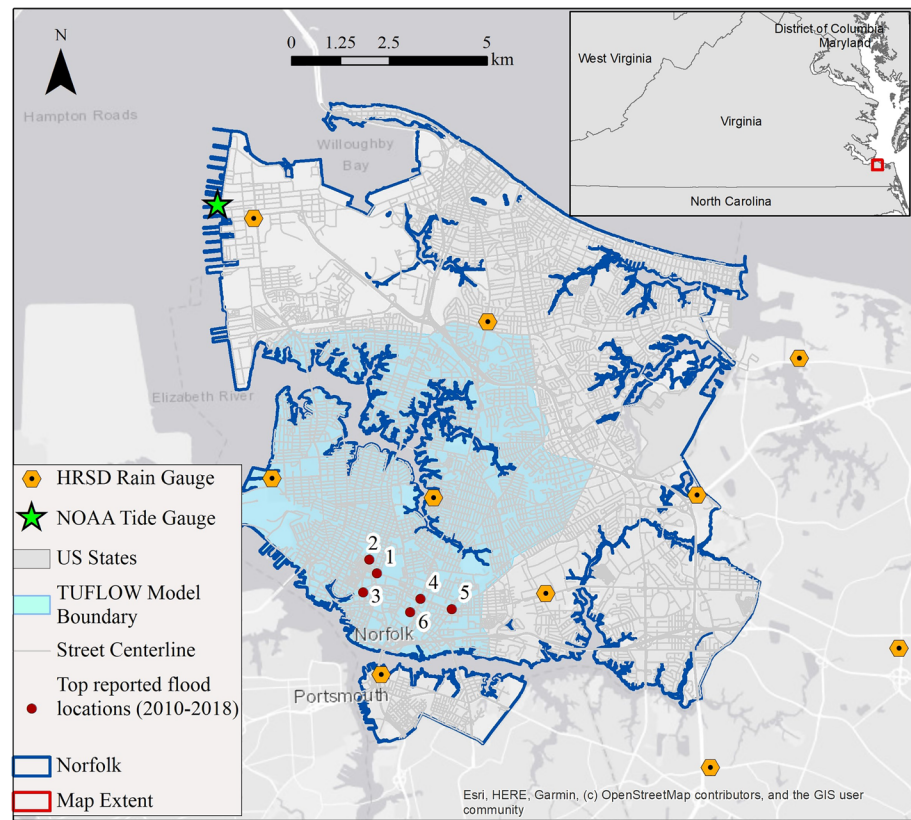 N
0 1.25 2.5 5
km
Hampton Roads
Willoughby
Bay
District of Columbia
Maryland
West Virginia
Virginia
North Carolina
Elizabeth River
2
1
3
4
5
6
Norfolk
Portsmouth
HRSD Rain Gauge
NOAA Tide Gauge
US States
TUFLOW Model
Boundary
Street Centerline
Top reported flood
locations (2010-2018)
Norfolk
Map Extent
Esri, HERE, Garmin, (c) OpenStreetMap contributors, and the GIS user
community